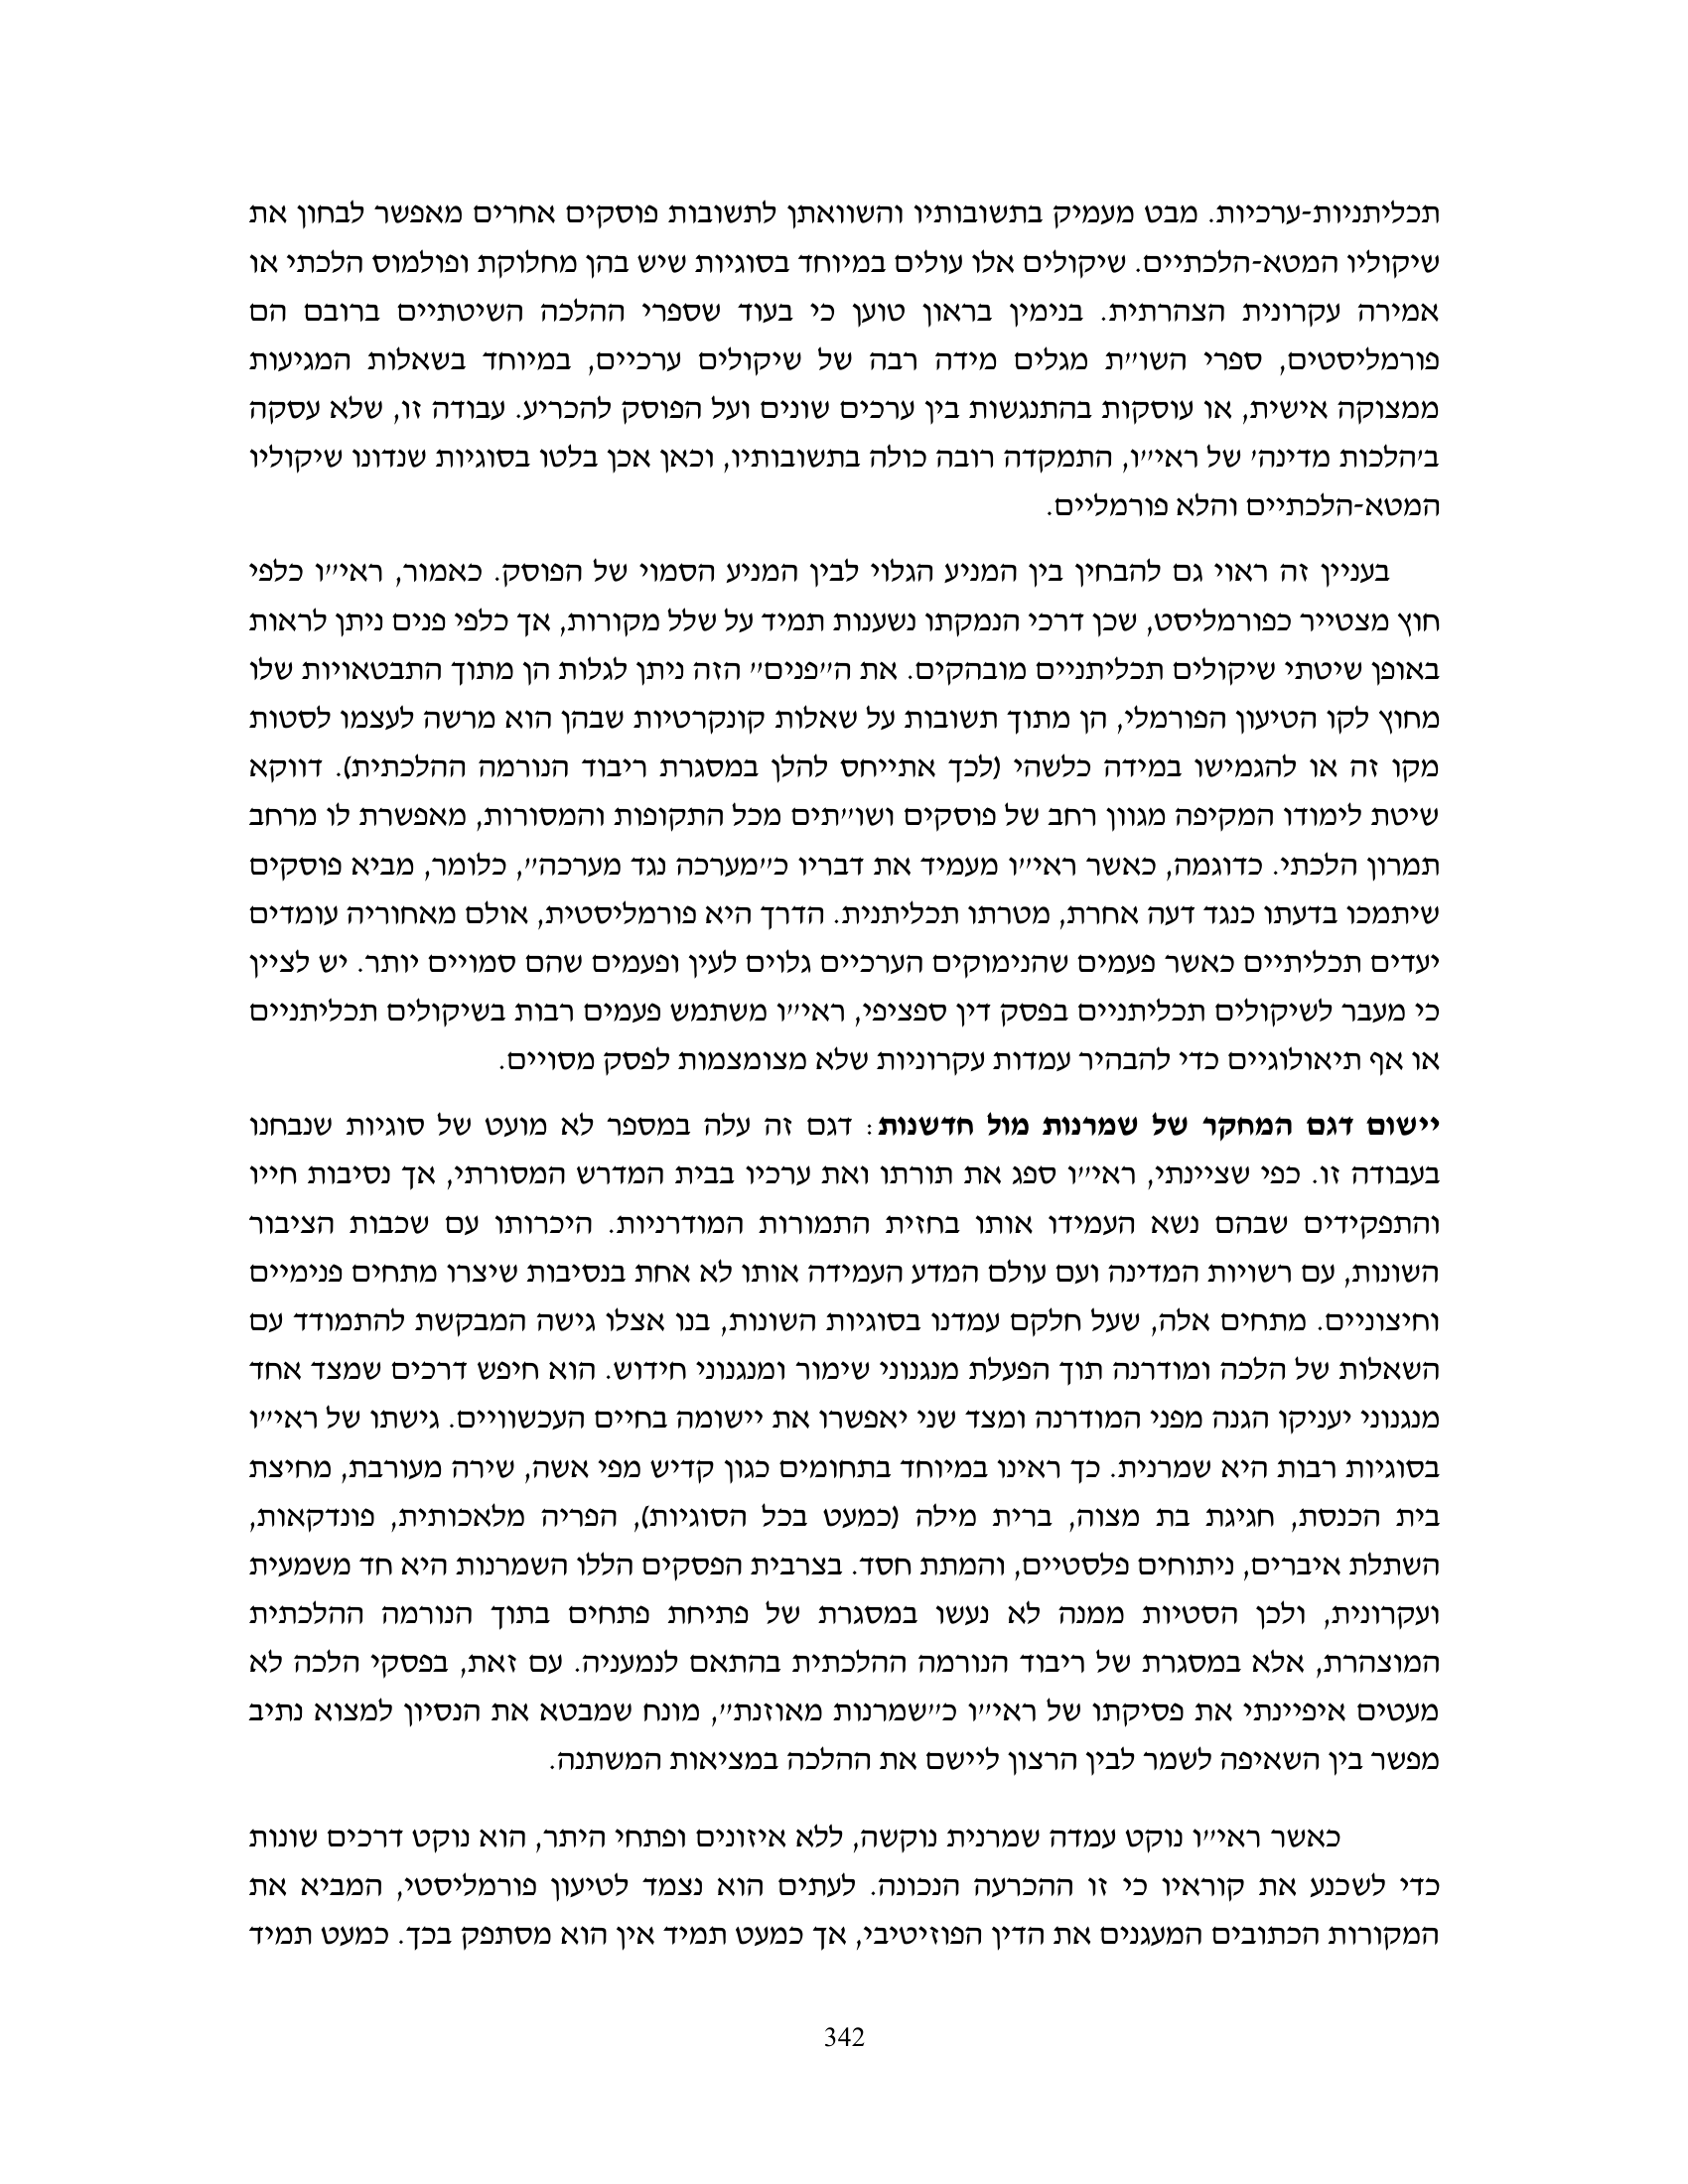 תכליתניות-ערכיות. מבט מעמיק בתשובותיו והשוואתן לתשובות פוסקים אחרים מאפשר לבחון את
שיקוליו המטא-הלכתיים. שיקולים אלו עולים במיוחד בסוגיות שיש בהן מחלוקת ופולמוס הלכתי או
אמירה עקרונית הצהרתית. בנימין בראון טוען כי בעוד שספרי ההלכה השיטתיים ברובם הם
פורמליסטים, ספרי השו״ת מגלים מידה רבה של שיקולים ערכיים, במיוחד בשאלות המגיעות
ממצוקה אישית, או עוסקות בהתנגשות בין ערכים שונים ועל הפוסק להכריע. עבודה זו, שלא עסקה
ב׳הלכות מדינה׳ של ראי״ו, התמקדה רובה כולה בתשובותיו, וכאן אכן בלטו בסוגיות שנדונו שיקוליו
המטא-הלכתיים והלא פורמליים.
בעניין זה ראוי גם להבחין בין המניע הגלוי לבין המניע הסמוי של הפוסק. כאמור, ראי״ו כלפי
חוץ מצטייר כפורמליסט, שכן דרכי הנמקתו נשענות תמיד על שלל מקורות, אך כלפי פנים ניתן לראות
באופן שיטתי שיקולים תכליתניים מובהקים. את ה״פנים״ הזה ניתן לגלות הן מתוך התבטאויות שלו
מחוץ לקו הטיעון הפורמלי, הן מתוך תשובות על שאלות קונקרטיות שבהן הוא מרשה לעצמו לסטות
מקו זה או להגמישו במידה כלשהי (לכך אתייחס להלן במסגרת ריבוד הנורמה ההלכתית). דווקא
שיטת לימודו המקיפה מגוון רחב של פוסקים ושו״תים מכל התקופות והמסורות, מאפשרת לו מרחב
תמרון הלכתי. כדוגמה, כאשר ראי״ו מעמיד את דבריו כ״מערכה נגד מערכה״, כלומר, מביא פוסקים
שיתמכו בדעתו כנגד דעה אחרת, מטרתו תכליתנית. הדרך היא פורמליסטית, אולם מאחוריה עומדים
יעדים תכליתיים כאשר פעמים שהנימוקים הערכיים גלוים לעין ופעמים שהם סמויים יותר. יש לציין
כי מעבר לשיקולים תכליתניים בפסק דין ספציפי, ראי״ו משתמש פעמים רבות בשיקולים תכליתניים
או אף תיאולוגיים כדי להבהיר עמדות עקרוניות שלא מצומצמות לפסק מסויים.
יישום דגם המחקר של שמרנות מול חדשנות: דגם זה עלה במספר לא מועט של סוגיות שנבחנו
בעבודה זו. כפי שציינתי, ראי״ו ספג את תורתו ואת ערכיו בבית המדרש המסורתי, אך נסיבות חייו
והתפקידים שבהם נשא העמידו אותו בחזית התמורות המודרניות. היכרותו עם שכבות הציבור
השונות, עם רשויות המדינה ועם עולם המדע העמידה אותו לא אחת בנסיבות שיצרו מתחים פנימיים
וחיצוניים. מתחים אלה, שעל חלקם עמדנו בסוגיות השונות, בנו אצלו גישה המבקשת להתמודד עם
השאלות של הלכה ומודרנה תוך הפעלת מנגנוני שימור ומנגנוני חידוש. הוא חיפש דרכים שמצד אחד
מנגנוני יעניקו הגנה מפני המודרנה ומצד שני יאפשרו את יישומה בחיים העכשוויים. גישתו של ראי״ו
בסוגיות רבות היא שמרנית. כך ראינו במיוחד בתחומים כגון קדיש מפי אשה, שירה מעורבת, מחיצת
בית הכנסת, חגיגת בת מצוה, ברית מילה (כמעט בכל הסוגיות), הפריה מלאכותית, פונדקאות,
השתלת איברים, ניתוחים פלסטיים, והמתת חסד. בצרבית הפסקים הללו השמרנות היא חד משמעית
ועקרונית, ולכן הסטיות ממנה לא נעשו במסגרת של פתיחת פתחים בתוך הנורמה ההלכתית
המוצהרת, אלא במסגרת של ריבוד הנורמה ההלכתית בהתאם לנמעניה. עם זאת, בפסקי הלכה לא
מעטים איפיינתי את פסיקתו של ראי״ו כ״שמרנות מאוזנת״, מונח שמבטא את הנסיון למצוא נתיב
מפשר בין השאיפה לשמר לבין הרצון ליישם את ההלכה במציאות המשתנה.
כאשר ראי״ו נוקט עמדה שמרנית נוקשה, ללא איזונים ופתחי היתר, הוא נוקט דרכים שונות
כדי לשכנע את קוראיו כי זו ההכרעה הנכונה. לעתים הוא נצמד לטיעון פורמליסטי, המביא את
המקורות הכתובים המעגנים את הדין הפוזיטיבי, אך כמעט תמיד אין הוא מסתפק בכך. כמעט תמיד
342